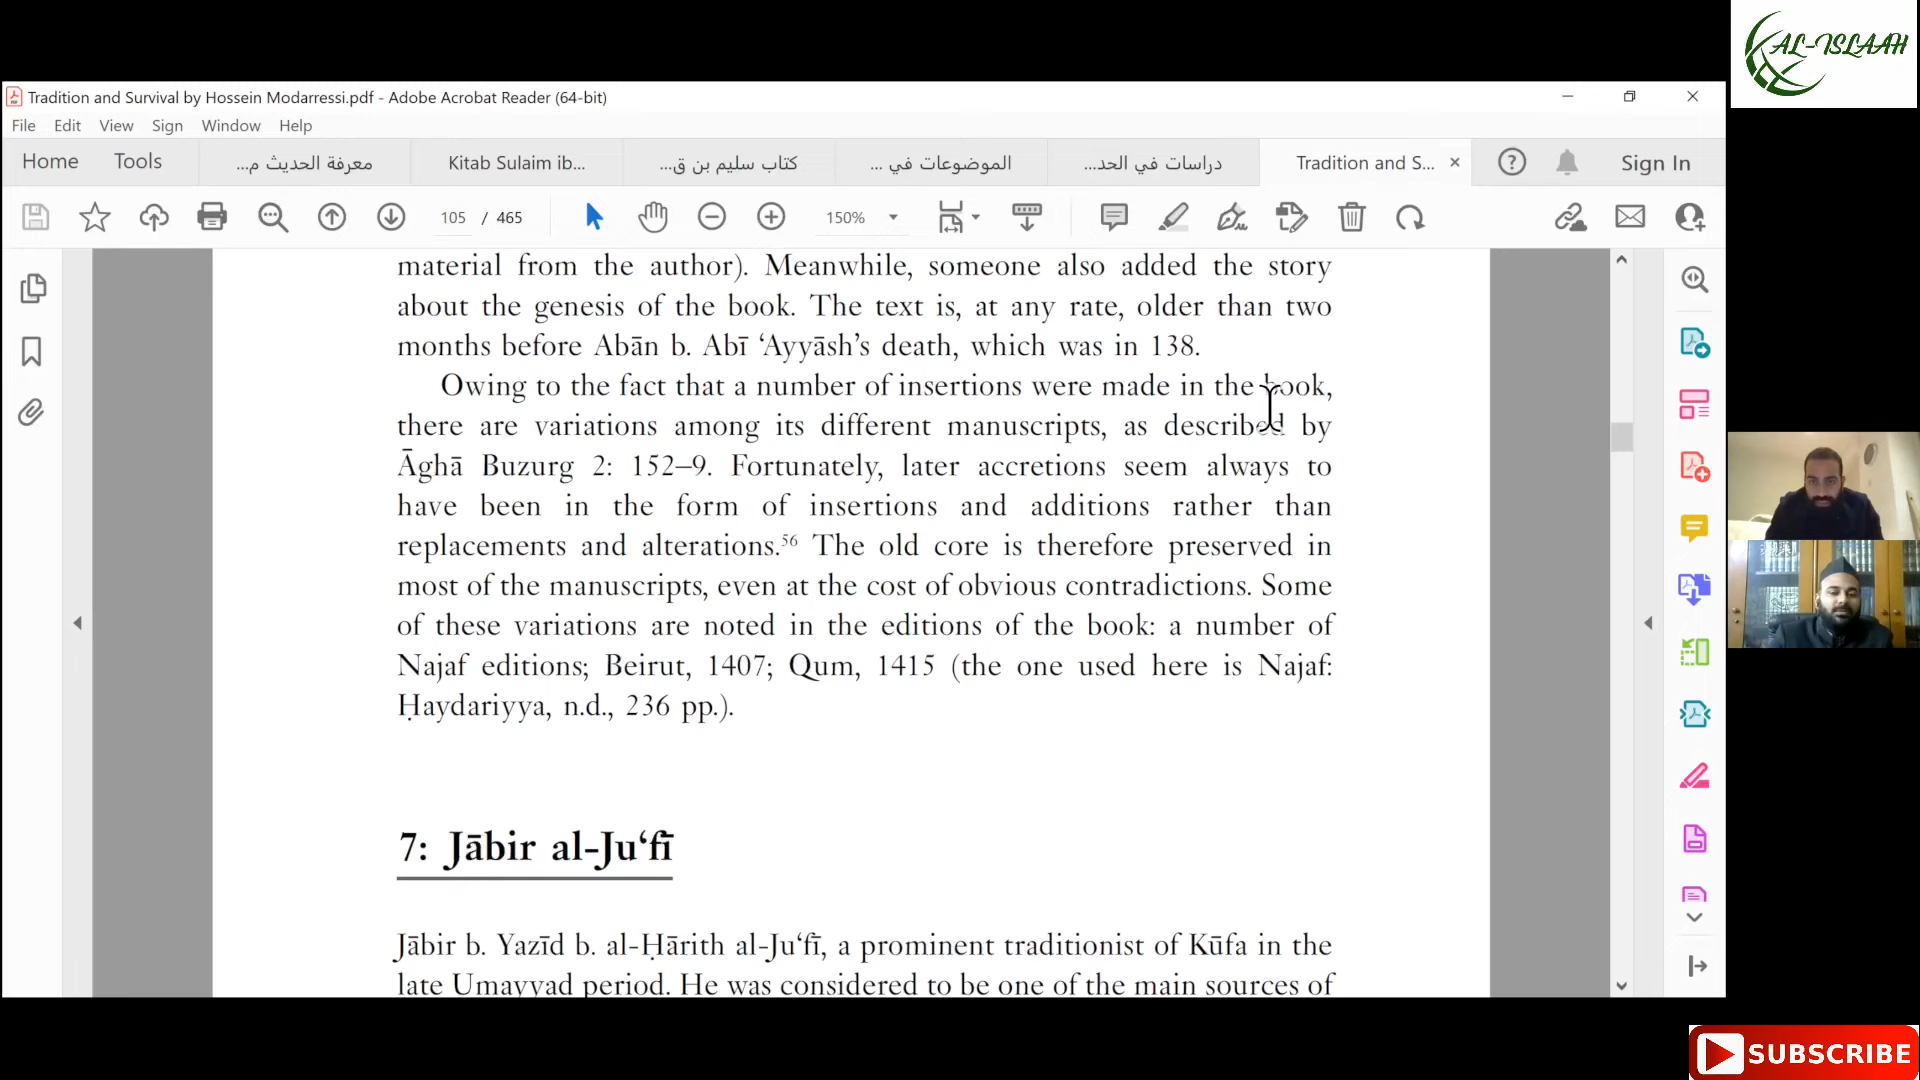 AL-ISLAAH
Tradition and Survival by Hossein Modarressi.pdf - Adobe Acrobat Reader (64-bit)
File Edit View Sign Window Help
Home Tools معرفة الحديث م... Kitab Sulaim ib... كتاب سليم بن ق... الموضوعات في ... دراسات في الحد... Tradition and S... Sign In
105 / 465 150%
material from the author). Meanwhile, someone also added the story
about the genesis of the book. The text is, at any rate, older than two
months before Abān b. Abī ‘Ayyāsh’s death, which was in 138.
Owing to the fact that a number of insertions were made in the book,
there are variations among its different manuscripts, as described by
Āghā Buzurg 2: 152–9. Fortunately, later accretions seem always to
have been in the form of insertions and additions rather than
replacements and alterations.56 The old core is therefore preserved in
most of the manuscripts, even at the cost of obvious contradictions. Some
of these variations are noted in the editions of the book: a number of
Najaf editions; Beirut, 1407; Qum, 1415 (the one used here is Najaf:
Ḥaydariyya, n.d., 236 pp.).
7: Jābir al-Ju‘fī
Jābir b. Yazīd b. al-Ḥārith al-Ju‘fī, a prominent traditionist of Kūfa in the
late Umayyad period. He was considered to be one of the main sources of
SUBSCRIBE